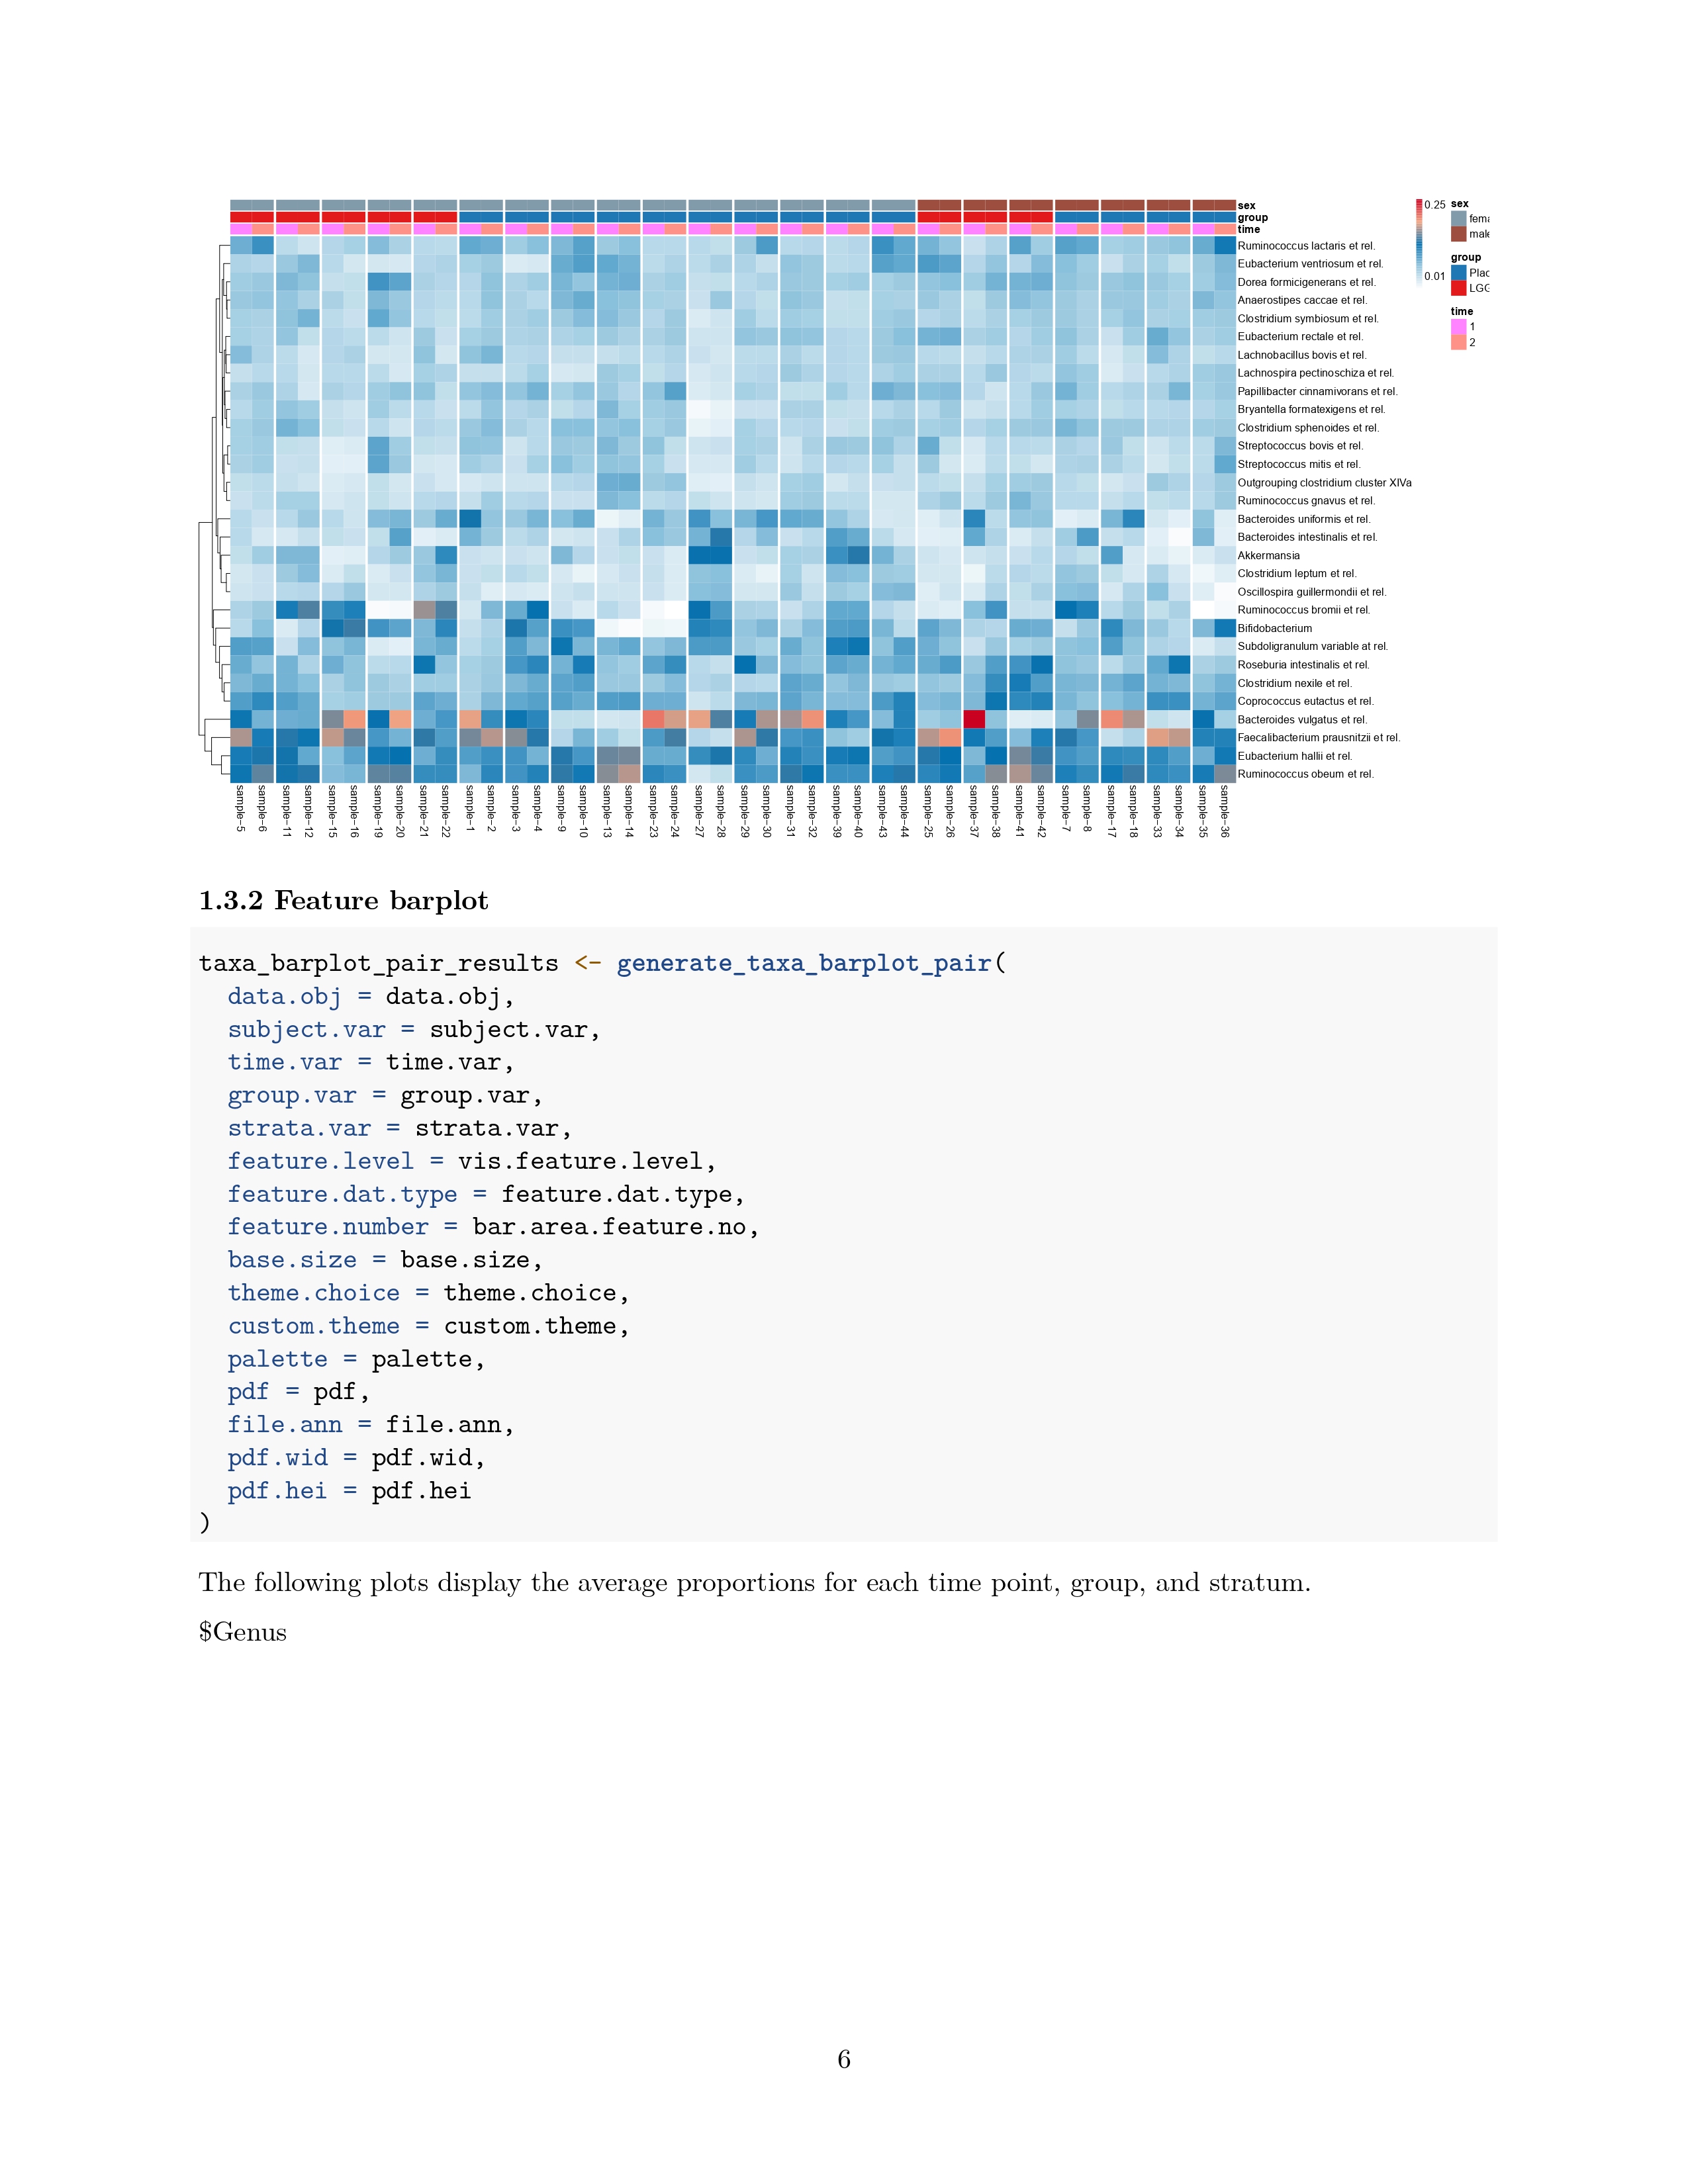 sex
group
time
Ruminococcus lactaris et rel.
Eubacterium ventriosum et rel.
Dorea formicigenerans et rel.
Anaerostipes caccae et rel.
Clostridium symbiosum et rel.
Eubacterium rectale et rel.
Lachnobacillus bovis et rel.
Lachnospira pectinoschiza et rel.
Papillibacter cinnamivorans et rel.
Bryantella formatexigens et rel.
Clostridium sphenoides et rel.
Streptococcus bovis et rel.
Streptococcus mitis et rel.
Outgrouping clostridium cluster XIVa
Ruminococcus gnavus et rel.
Bacteroides uniformis et rel.
Bacteroides intestinalis et rel.
Akkermansia
Clostridium leptum et rel.
Oscillospira guillermondii et rel.
Ruminococcus bromii et rel.
Bifidobacterium
Subdoligranulum variable at rel.
Roseburia intestinalis et rel.
Clostridium nexile et rel.
Coprococcus eutactus et rel.
Bacteroides vulgatus et rel.
Faecalibacterium prausnitzii et rel.
Eubacterium hallii et rel.
Ruminococcus obeum et rel.
0.25
0.01
sex
fema
male
group
Plac
LGG
time
1
2
sample-5
sample-6
sample-11
sample-12
sample-15
sample-16
sample-19
sample-20
sample-21
sample-22
sample-1
sample-2
sample-3
sample-4
sample-9
sample-10
sample-13
sample-14
sample-23
sample-24
sample-27
sample-28
sample-29
sample-30
sample-31
sample-32
sample-39
sample-40
sample-43
sample-44
sample-25
sample-26
sample-37
sample-38
sample-41
sample-42
sample-7
sample-8
sample-17
sample-18
sample-33
sample-34
sample-35
sample-36
1.3.2 Feature barplot
taxa_barplot_pair_results <- generate_taxa_barplot_pair(
data.obj = data.obj,
subject.var = subject.var,
time.var = time.var,
group.var = group.var,
strata.var = strata.var,
feature.level = vis.feature.level,
feature.dat.type = feature.dat.type,
feature.number = bar.area.feature.no,
base.size = base.size,
theme.choice = theme.choice,
custom.theme = custom.theme,
palette = palette,
pdf = pdf,
file.ann = file.ann,
pdf.wid = pdf.wid,
pdf.hei = pdf.hei
)
The following plots display the average proportions for each time point, group, and stratum.
$Genus
6